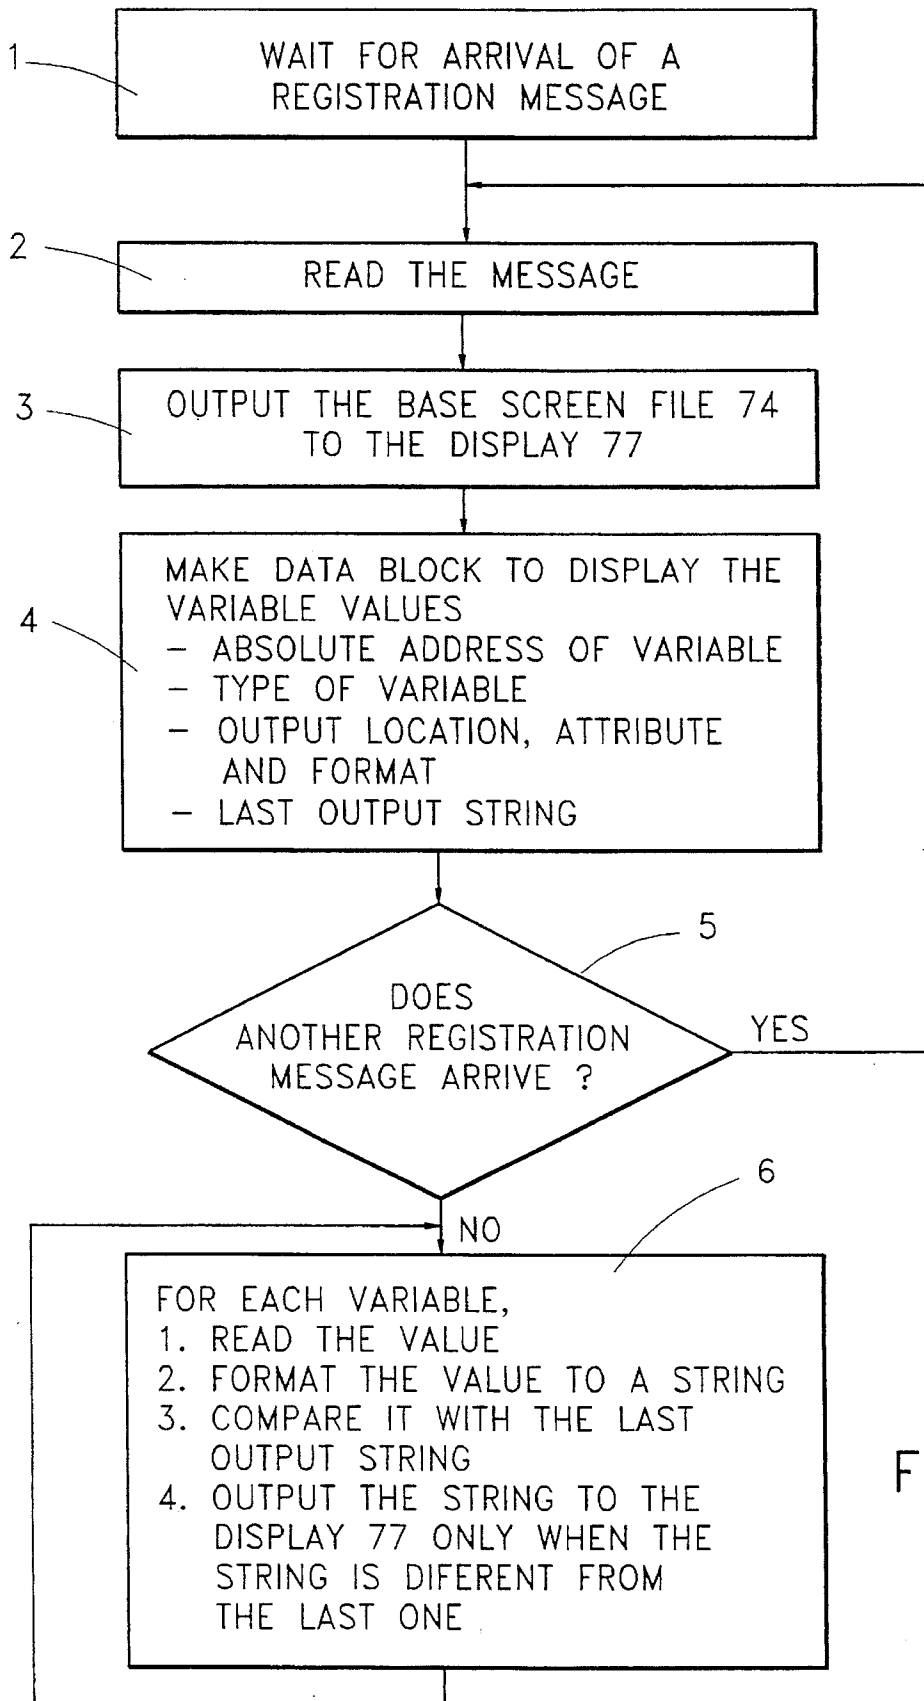 1
WAIT FOR ARRIVAL OF A
REGISTRATION MESSAGE
2
READ THE MESSAGE
3
OUTPUT THE BASE SCREEN FILE 74
TO THE DISPLAY 77
4
MAKE DATA BLOCK TO DISPLAY THE
VARIABLE VALUES
– ABSOLUTE ADDRESS OF VARIABLE
– TYPE OF VARIABLE
– OUTPUT LOCATION, ATTRIBUTE
AND FORMAT
– LAST OUTPUT STRING
5
DOES
ANOTHER REGISTRATION
MESSAGE ARRIVE ?
YES
6
NO
FOR EACH VARIABLE,
1. READ THE VALUE
2. FORMAT THE VALUE TO A STRING
3. COMPARE IT WITH THE LAST
OUTPUT STRING
4. OUTPUT THE STRING TO THE
DISPLAY 77 ONLY WHEN THE
STRING IS DIFERENT FROM
THE LAST ONE
F